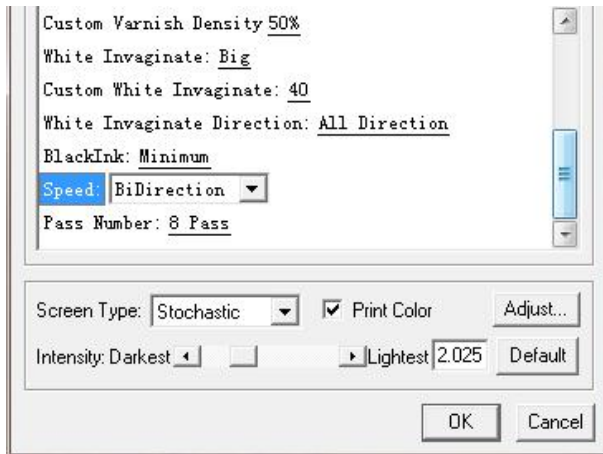 Custom Varnish Density 50%
White Invaginate: Big
Custom White Invaginate: 40
White Invaginate Direction: All Direction
BlackInk: Minimum
Speed: BiDirection
Pass Number: 8 Pass
Screen Type: Stochastic Print Color Adjust...
Intensity: Darkest Lightest 2.025 Default
OK Cancel